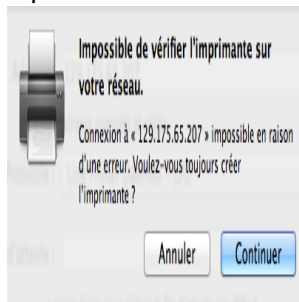 Impossible de vérifier l'imprimante sur
votre réseau.
Connexion à « 129.175.65.207 » impossible en raison
d'une erreur. Voulez-vous toujours créer
l'imprimante ?
Annuler
Continuer